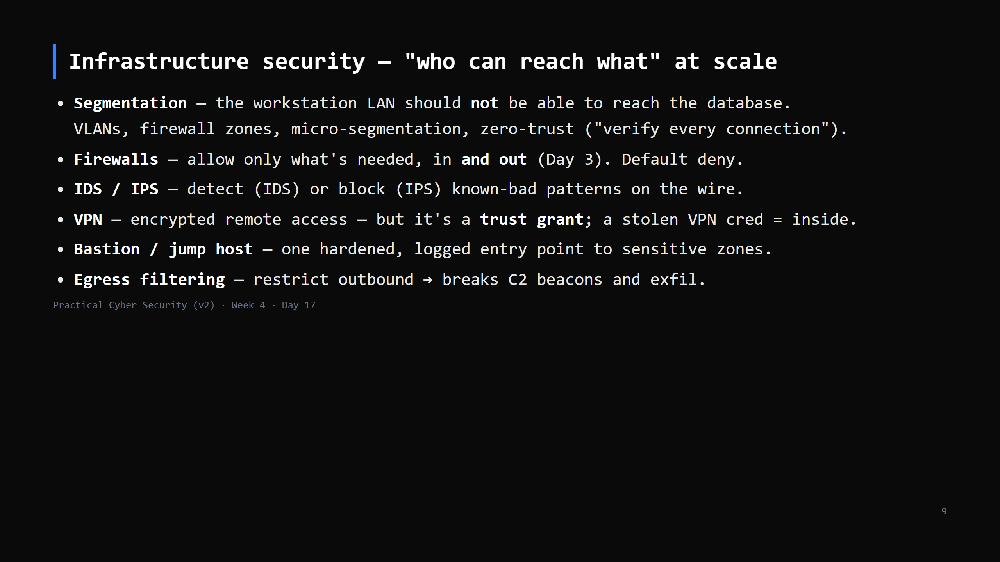 Infrastructure security — "who can reach what" at scale
• Segmentation — the workstation LAN should not be able to reach the database.
VLANs, firewall zones, micro-segmentation, zero-trust ("verify every connection").
• Firewalls — allow only what's needed, in and out (Day 3). Default deny.
• IDS / IPS — detect (IDS) or block (IPS) known-bad patterns on the wire.
• VPN — encrypted remote access — but it's a trust grant; a stolen VPN cred = inside.
• Bastion / jump host — one hardened, logged entry point to sensitive zones.
• Egress filtering — restrict outbound → breaks C2 beacons and exfil.
Practical Cyber Security (v2) · Week 4 · Day 17
9